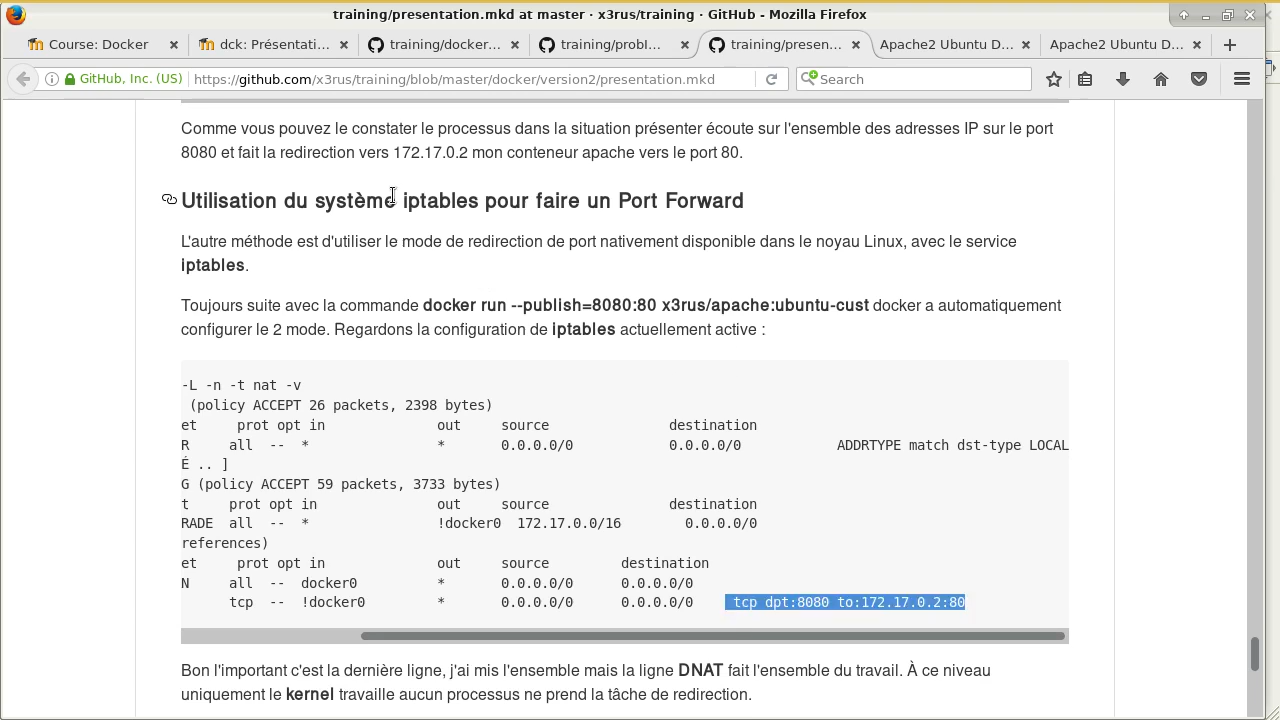 training/presentation.mkd at master · x3rus/training · GitHub - Mozilla Firefox
Course: Docker
dck: Présentati...
training/docker...
training/probl...
training/presen...
Apache2 Ubuntu D...
Apache2 Ubuntu D...
GitHub, Inc. (US)
https://github.com/x3rus/training/blob/master/docker/version2/presentation.mkd
Search
Comme vous pouvez le constater le processus dans la situation présenter écoute sur l'ensemble des adresses IP sur le port
8080 et fait la redirection vers 172.17.0.2 mon conteneur apache vers le port 80.
Utilisation du système iptables pour faire un Port Forward
L'autre méthode est d'utiliser le mode de redirection de port nativement disponible dans le noyau Linux, avec le service
iptables.
Toujours suite avec la commande docker run --publish=8080:80 x3rus/apache:ubuntu-cust docker a automatiquement
configurer le 2 mode. Regardons la configuration de iptables actuellement active :
-L -n -t nat -v
(policy ACCEPT 26 packets, 2398 bytes)
et     prot opt in              out     source               destination
R     all  --  *                *       0.0.0.0/0            0.0.0.0/0            ADDRTYPE match dst-type LOCAL
É .. ]
G (policy ACCEPT 59 packets, 3733 bytes)
t     prot opt in               out     source               destination
RADE  all  --  *                !docker0  172.17.0.0/16        0.0.0.0/0
references)
et     prot opt in              out     source         destination
N     all  --  docker0          *       0.0.0.0/0      0.0.0.0/0
tcp  --  !docker0         *       0.0.0.0/0      0.0.0.0/0     tcp dpt:8080 to:172.17.0.2:80
Bon l'important c'est la dernière ligne, j'ai mis l'ensemble mais la ligne DNAT fait l'ensemble du travail. À ce niveau
uniquement le kernel travaille aucun processus ne prend la tâche de redirection.